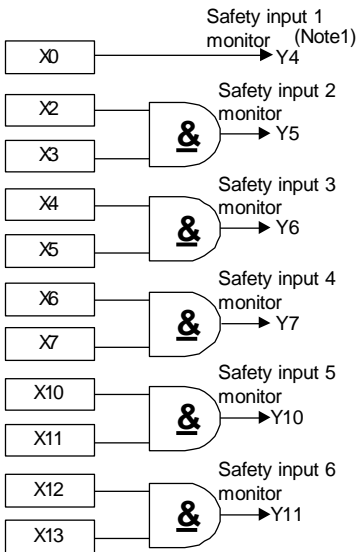 Safety input 1
monitor (Note1)
X0
Y4
Safety input 2
monitor
X2
&
Y5
X3
Safety input 3
monitor
X4
&
Y6
X5
Safety input 4
monitor
X6
&
Y7
X7
Safety input 5
monitor
X10
&
Y10
X11
Safety input 6
monitor
X12
&
Y11
X13